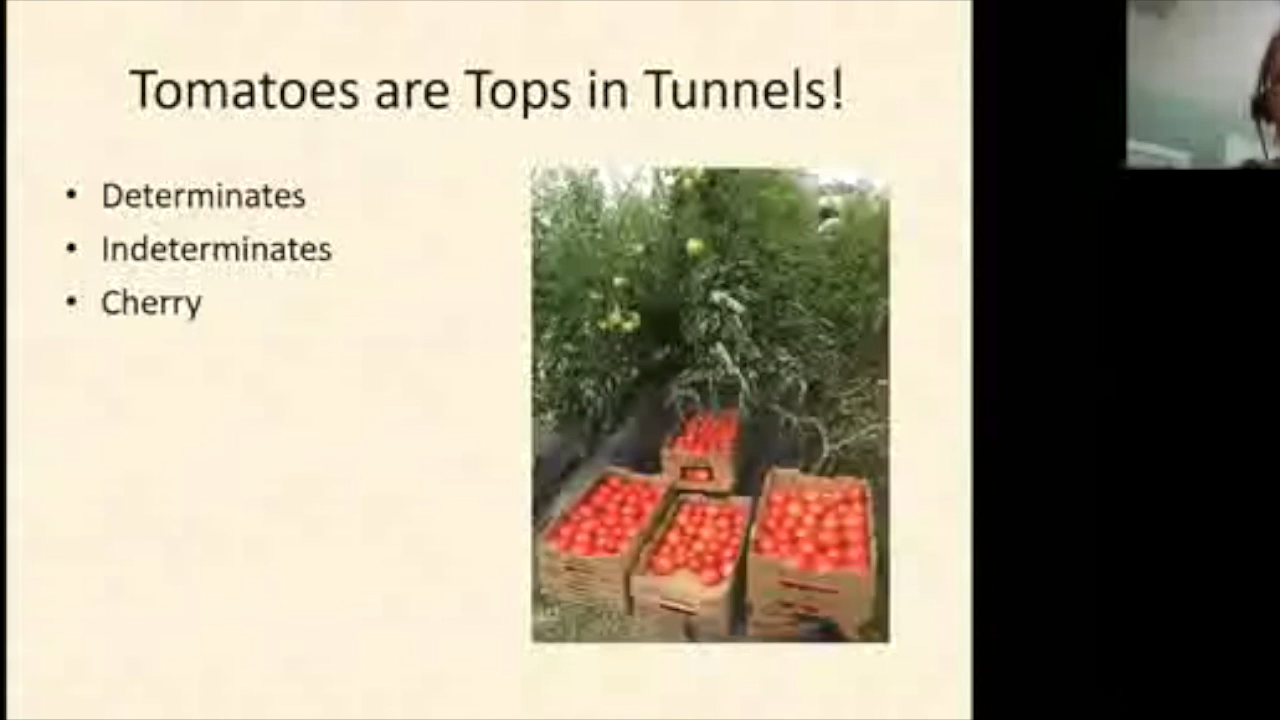 Tomatoes are Tops in Tunnels!
• Determinates
• Indeterminates
• Cherry